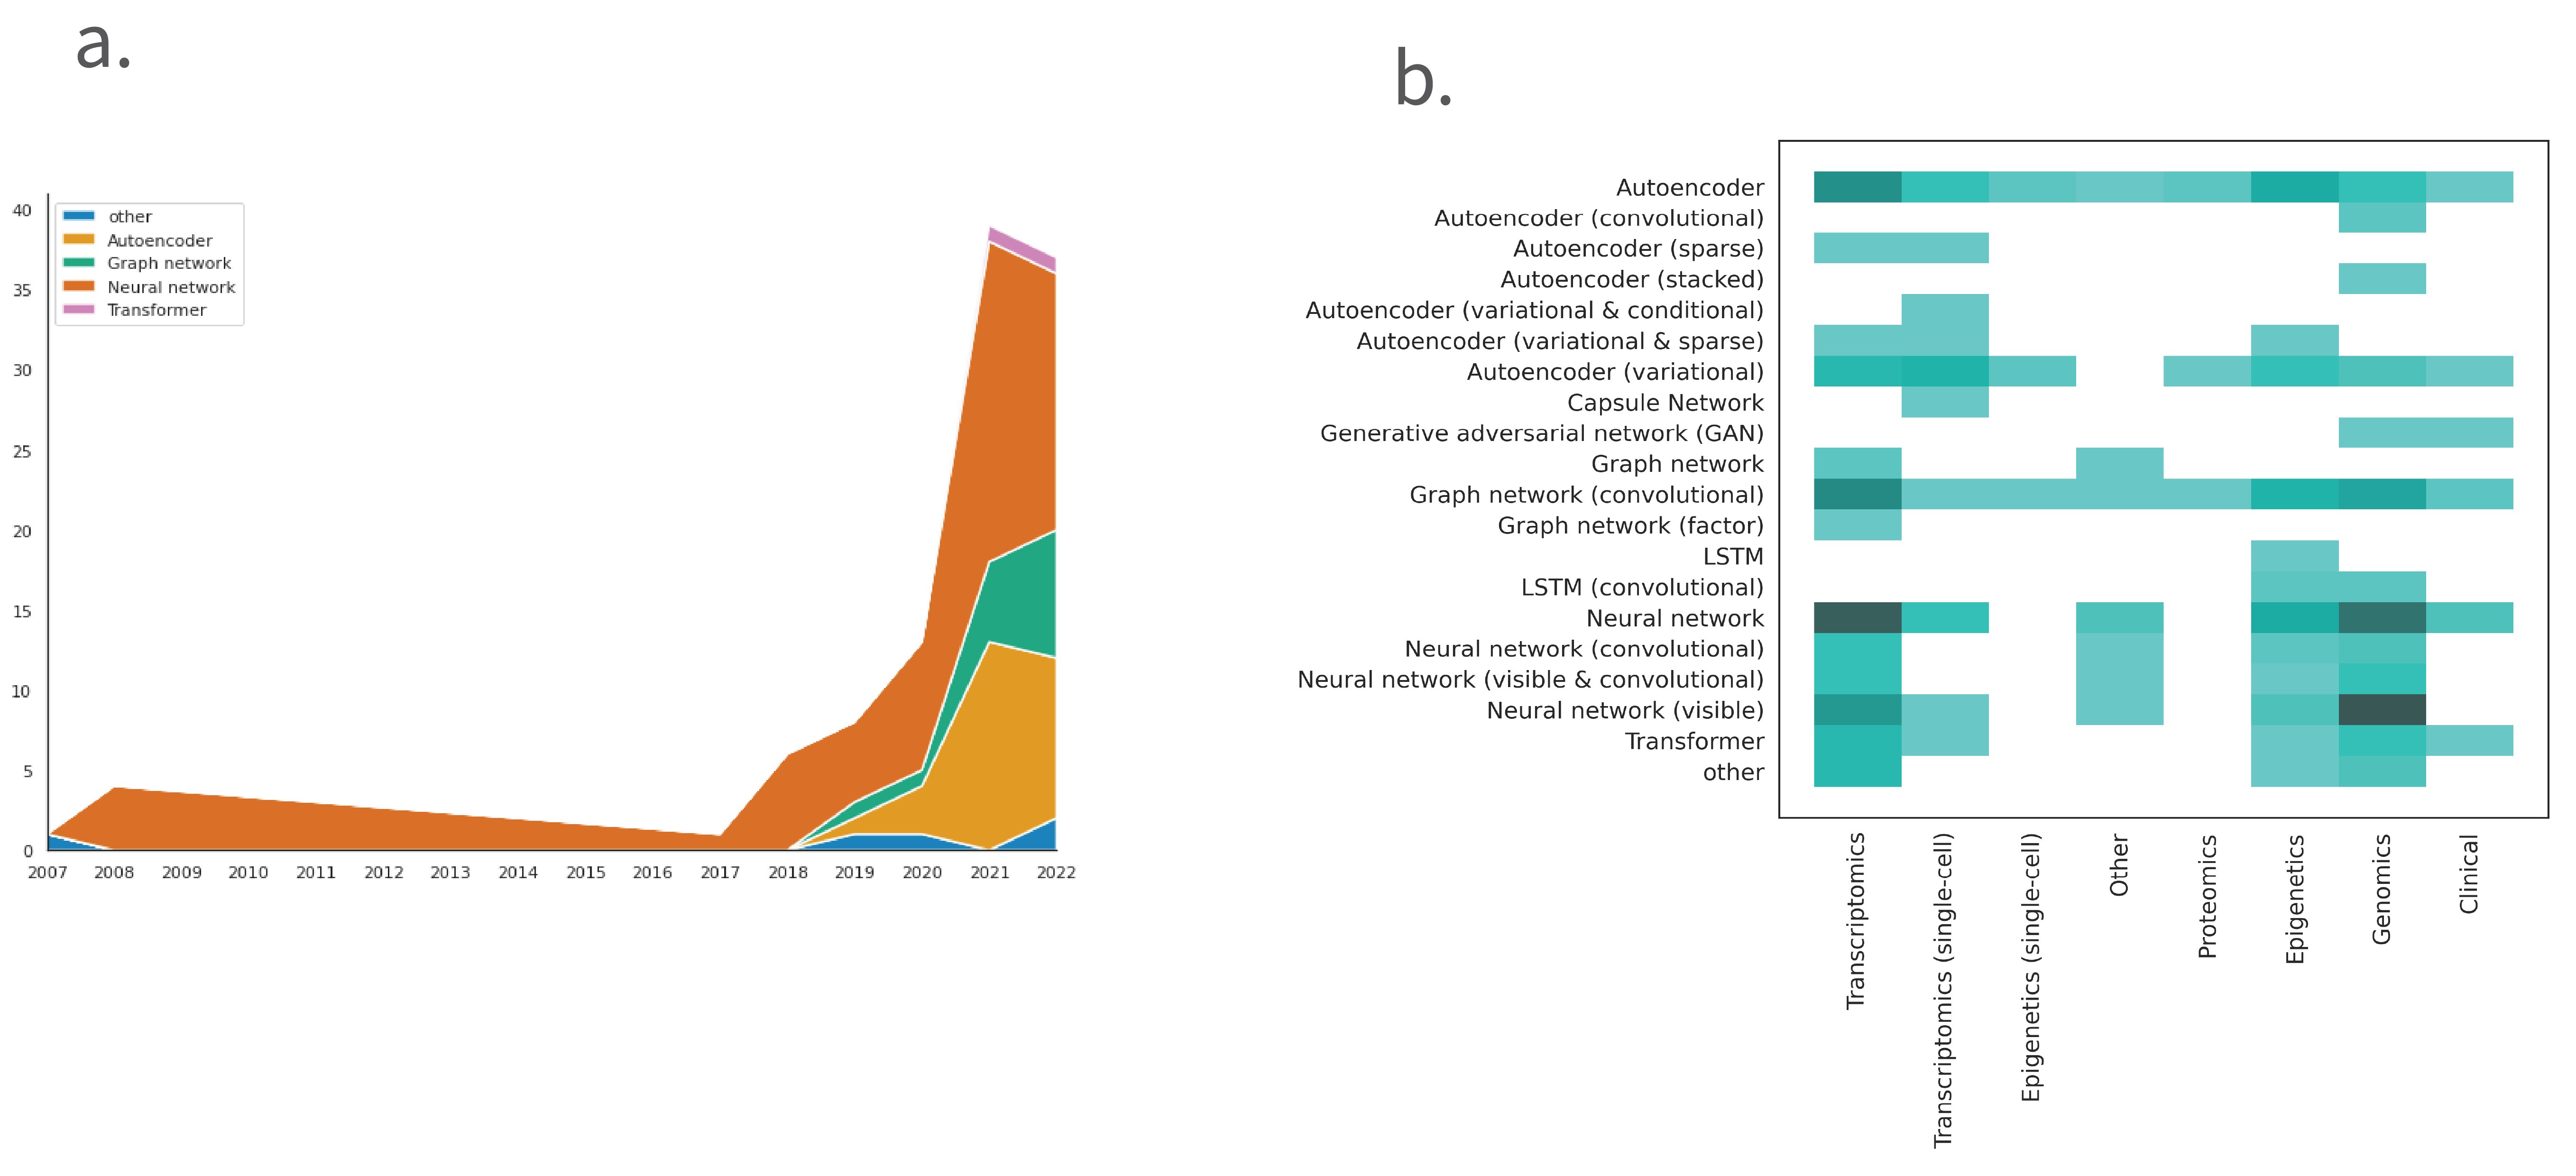 a.
40
35
30
25
20
15
10
5
0
other
Autoencoder
Graph network
Neural network
Transformer
2007 2008 2009 2010 2011 2012 2013 2014 2015 2016 2017 2018 2019 2020 2021 2022
b.
Autoencoder
Autoencoder (convolutional)
Autoencoder (sparse)
Autoencoder (stacked)
Autoencoder (variational & conditional)
Autoencoder (variational & sparse)
Autoencoder (variational)
Capsule Network
Generative adversarial network (GAN)
Graph network
Graph network (convolutional)
Graph network (factor)
LSTM
LSTM (convolutional)
Neural network
Neural network (convolutional)
Neural network (visible & convolutional)
Neural network (visible)
Transformer
other
Transcriptomics
Transcriptomics (single-cell)
Epigenetics (single-cell)
Other
Proteomics
Epigenetics
Genomics
Clinical